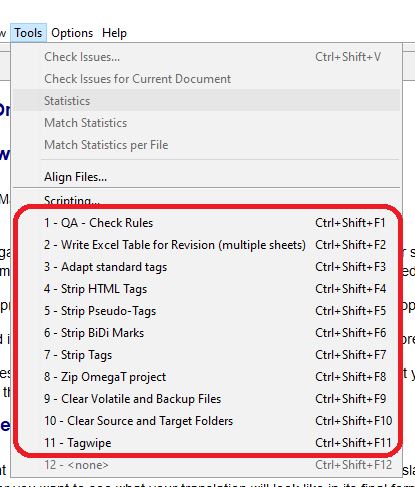 w Tools Options Help
Check Issues... Ctrl+Shift+V
Check Issues for Current Document
Statistics
Match Statistics
Match Statistics per File
Align Files...
Scripting...
1 - QA - Check Rules Ctrl+Shift+F1
2 - Write Excel Table for Revision (multiple sheets) Ctrl+Shift+F2
3 - Adapt standard tags Ctrl+Shift+F3
4 - Strip HTML Tags Ctrl+Shift+F4
5 - Strip Pseudo-Tags Ctrl+Shift+F5
6 - Strip BiDi Marks Ctrl+Shift+F6
7 - Strip Tags Ctrl+Shift+F7
8 - Zip OmegaT project Ctrl+Shift+F8
9 - Clear Volatile and Backup Files Ctrl+Shift+F9
10 - Clear Source and Target Folders Ctrl+Shift+F10
11 - Tagwipe Ctrl+Shift+F11
12 - <none> Ctrl+Shift+F12